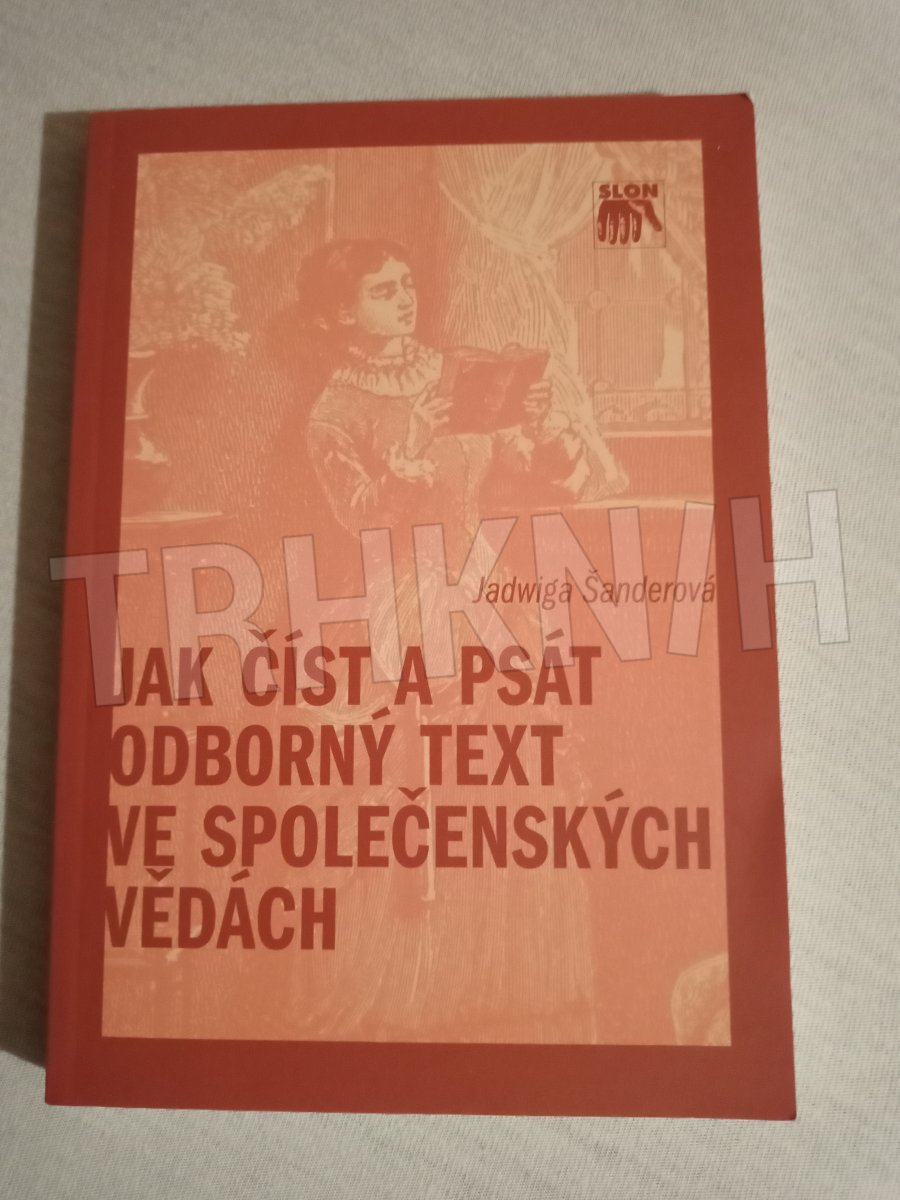 SLON
Jadwiga Šanderová
TRHKNIH
JAK ČÍST A PSÁT
ODBORNÝ TEXT
VE SPOLEČENSKÝCH
VĚDÁCH